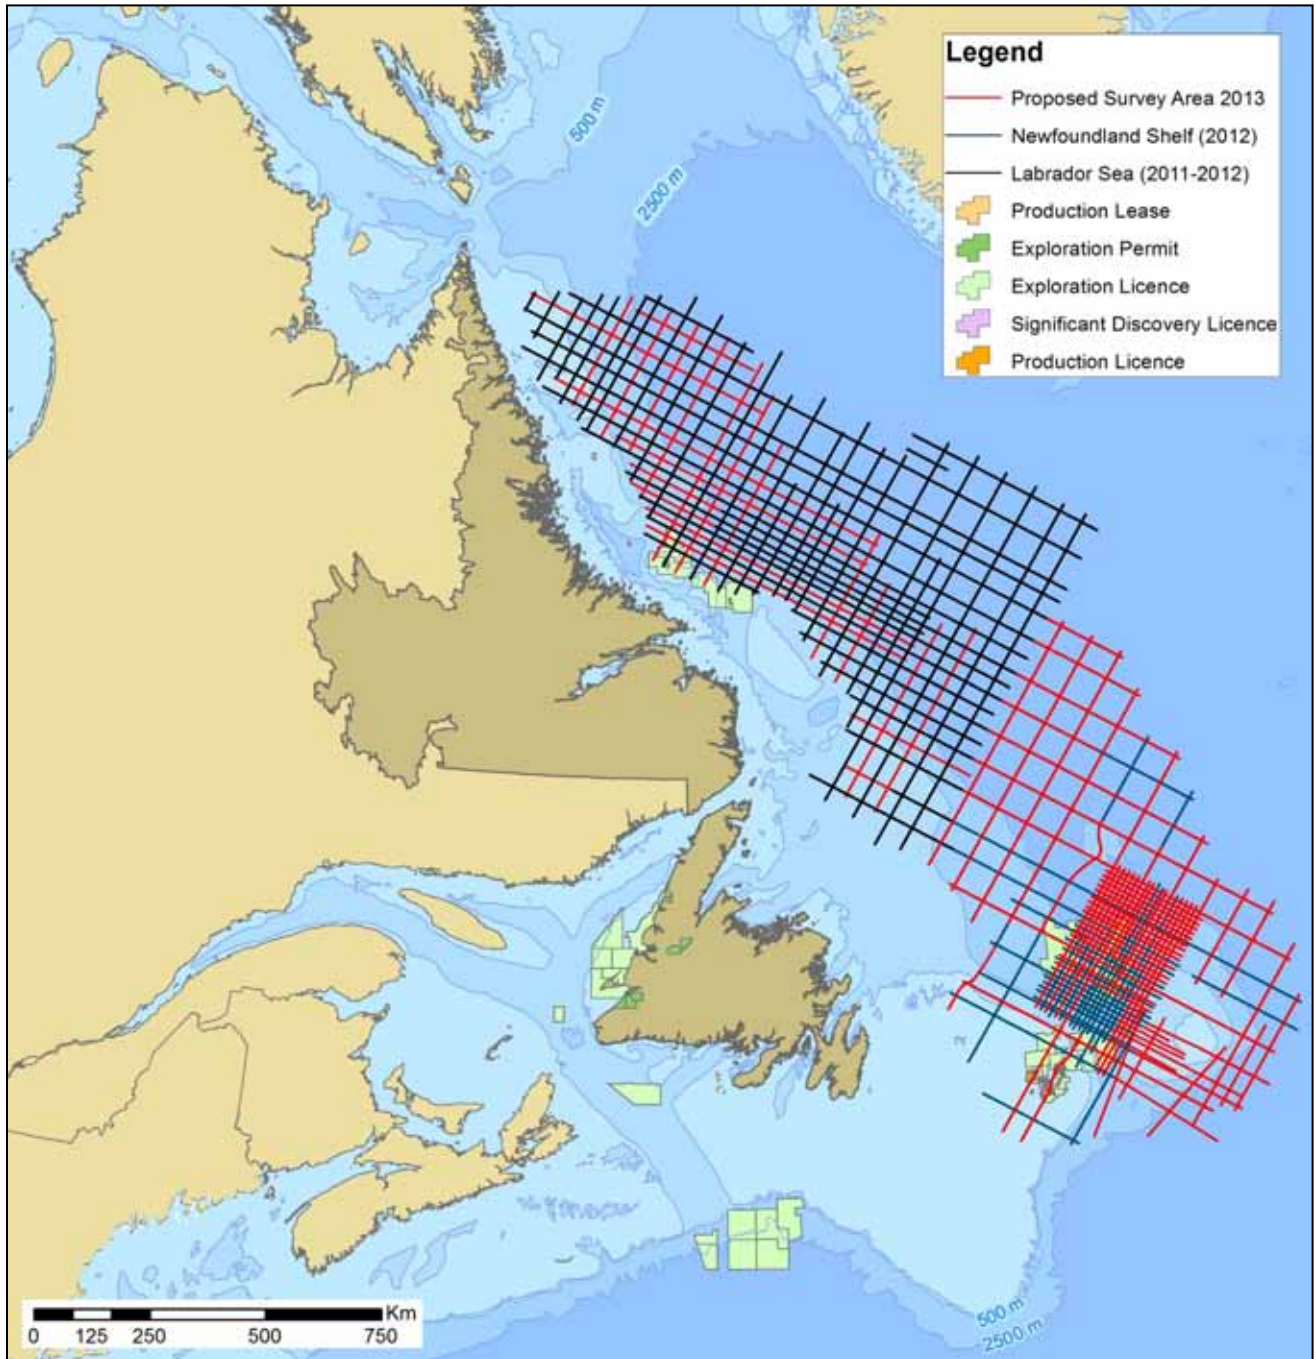 500 m
2500 m
Legend
Proposed Survey Area 2013
Newfoundland Shelf (2012)
Labrador Sea (2011-2012)
Production Lease
Exploration Permit
Exploration Licence
Significant Discovery Licence
Production Licence
500 m
2500 m
Km
0 125 250 500 750